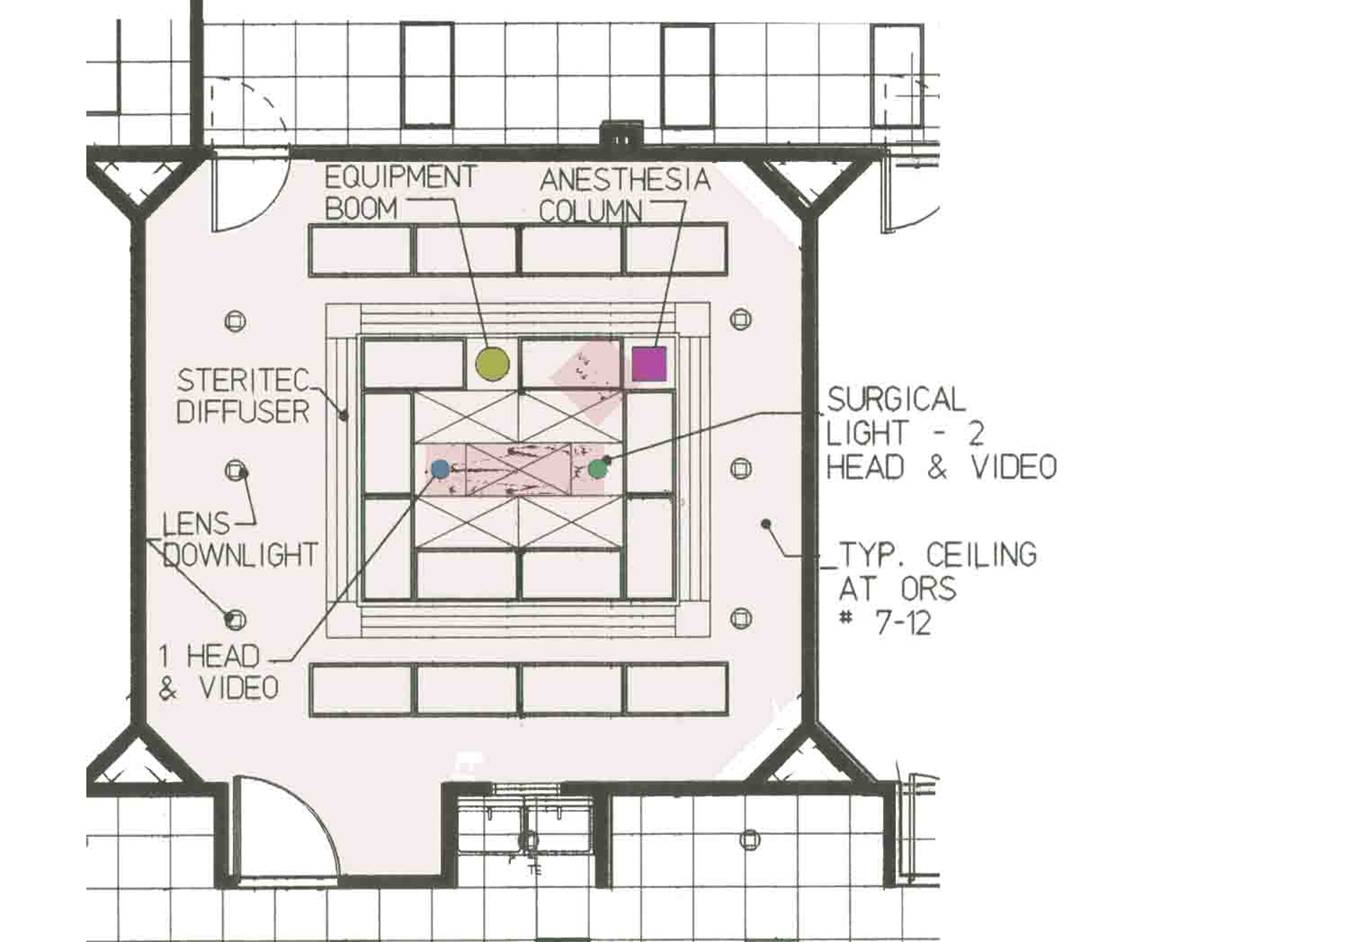 EQUIPMENT
BOOM
ANESTHESIA
COLUMN
STERITEC
DIFFUSER
SURGICAL
LIGHT - 2
HEAD & VIDEO
LENS
DOWNLIGHT
TYP. CEILING
AT ORS
# 7-12
1 HEAD
& VIDEO
TE